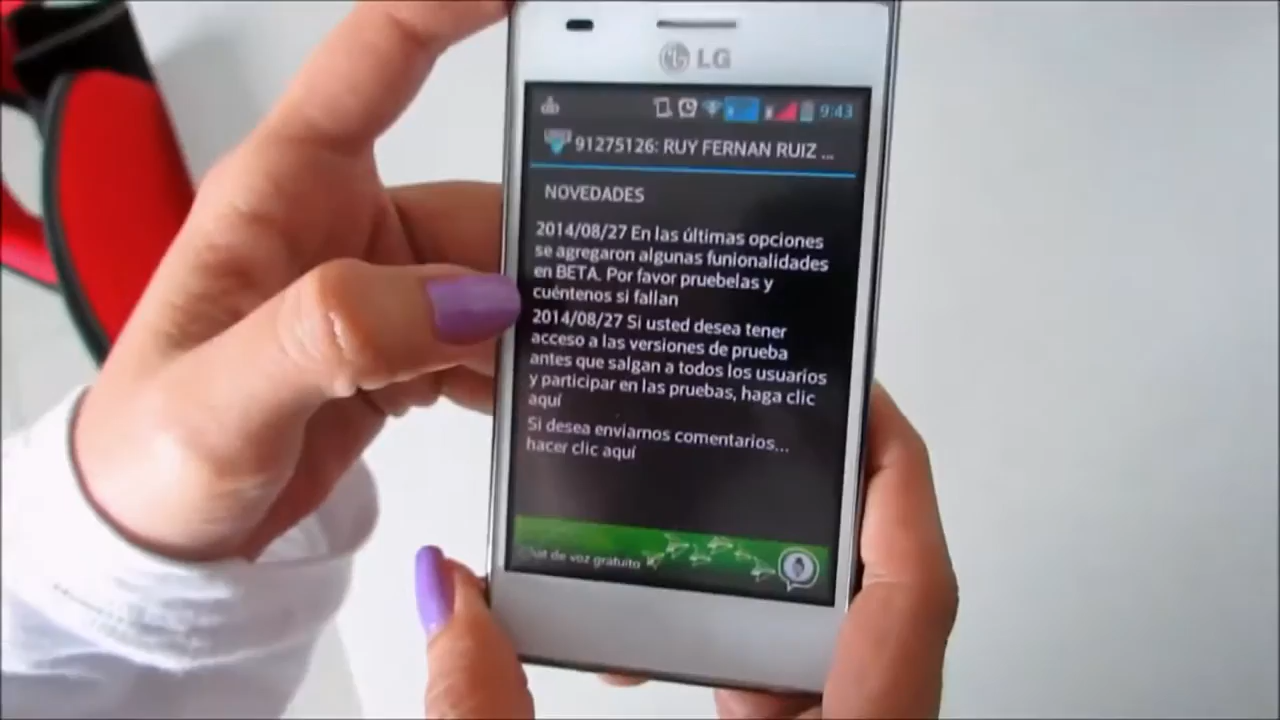 LG
9:43
91275126: RUY FERNAN RUIZ ...
NOVEDADES
2014/08/27 En las últimas opciones
se agregaron algunas funionalidades
en BETA. Por favor pruebelas y
cuéntenos si fallan
2014/08/27 Si usted desea tener
acceso a las versiones de prueba
antes que salgan a todos los usuarios
y participar en las pruebas, haga clic
aquí
Si desea enviarnos comentarios...
hacer clic aquí
de voz gratuito